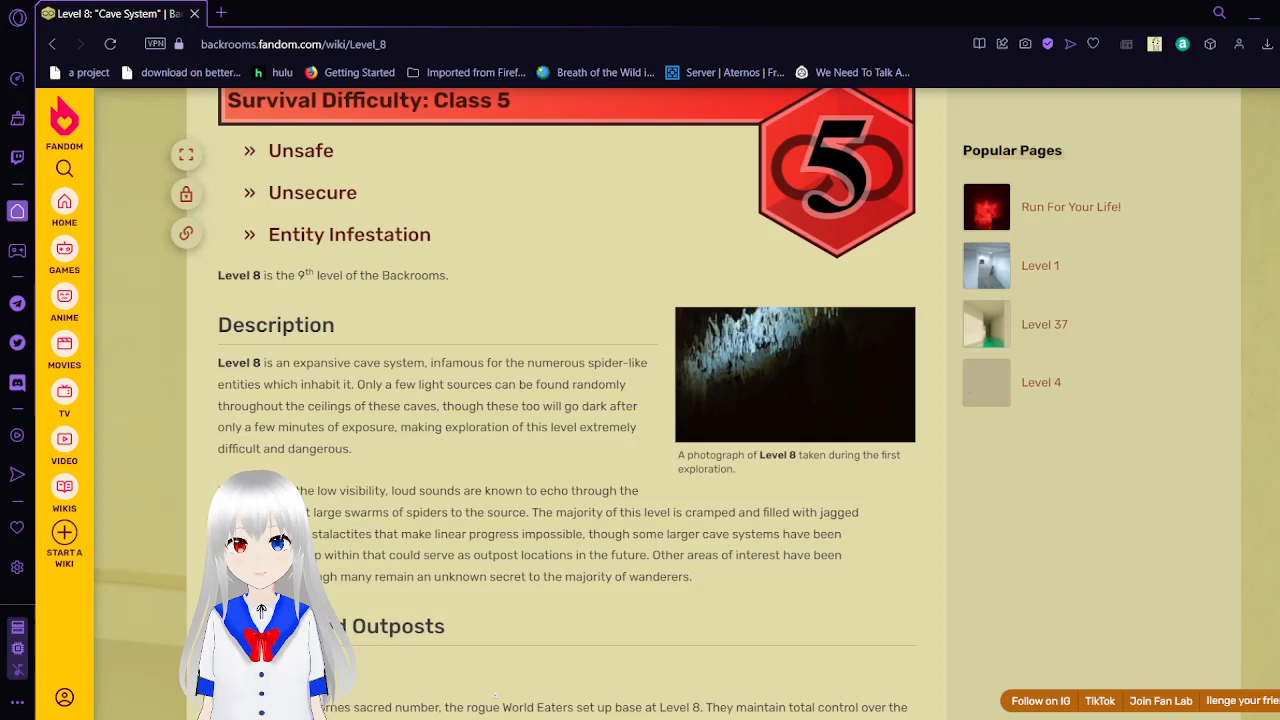 Level 8: "Cave System" | Bac
backrooms.fandom.com/wiki/Level_8
VPN
a project
download on better...
hulu
Getting Started
Imported from Firef...
Breath of the Wild i...
Server | Aternos | Fr...
We Need To Talk A...
FANDOM
HOME
GAMES
ANIME
MOVIES
TV
VIDEO
WIKIS
START A
WIKI
Survival Difficulty: Class 5
5
» Unsafe
» Unsecure
» Entity Infestation
Level 8 is the 9th level of the Backrooms.
Description
Level 8 is an expansive cave system, infamous for the numerous spider-like
entities which inhabit it. Only a few light sources can be found randomly
throughout the ceilings of these caves, though these too will go dark after
only a few minutes of exposure, making exploration of this level extremely
difficult and dangerous.
A photograph of Level 8 taken during the first
exploration.
the low visibility, loud sounds are known to echo through the
t large swarms of spiders to the source. The majority of this level is cramped and filled with jagged
stalactites that make linear progress impossible, though some larger cave systems have been
p within that could serve as outpost locations in the future. Other areas of interest have been
gh many remain an unknown secret to the majority of wanderers.
d Outposts
mes sacred number, the rogue World Eaters set up base at Level 8. They maintain total control over the
Popular Pages
Run For Your Life!
Level 1
Level 37
Level 4
Follow on IG
TikTok
Join Fan Lab
llenge your frie